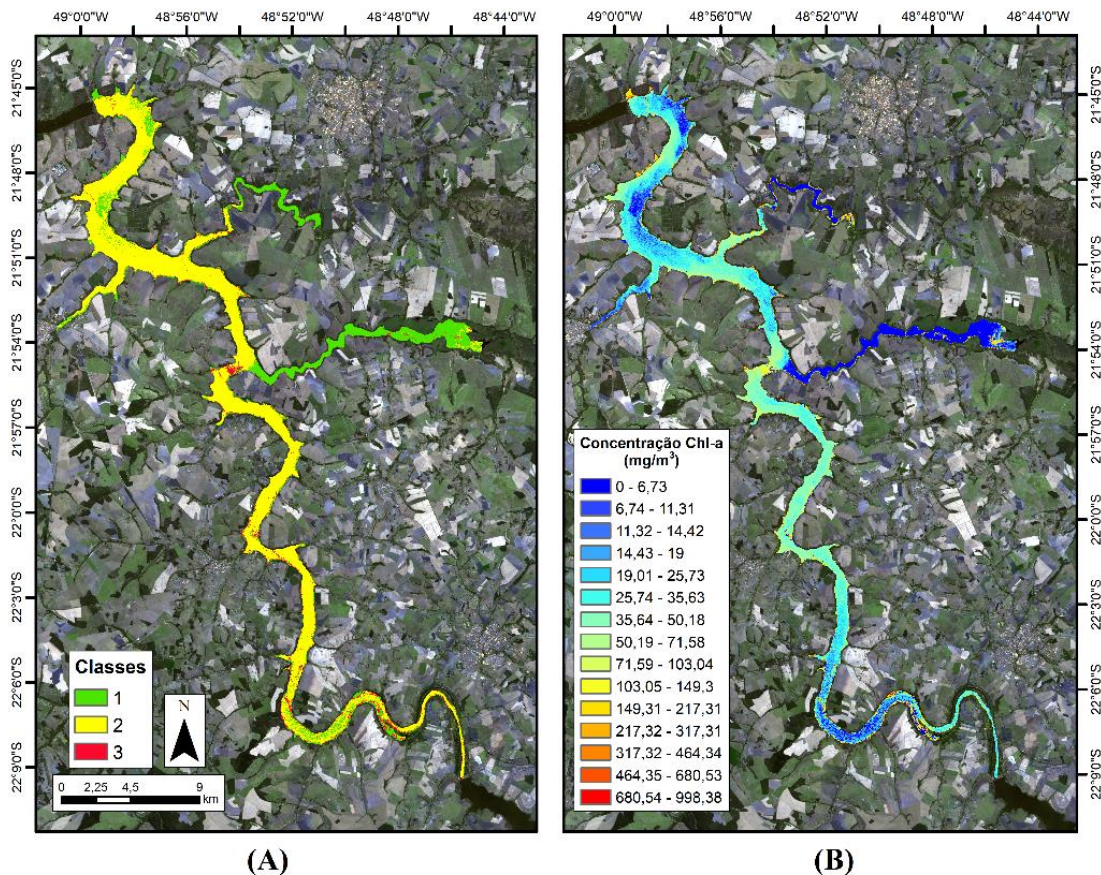 49°0'0"W 48°56'0"W 48°52'0"W 48°48'0"W 48°44'0"W
49°0'0"W 48°56'0"W 48°52'0"W 48°48'0"W 48°44'0"W
21°45'0"S
21°48'0"S
21°51'0"S
21°54'0"S
21°57'0"S
22°0'0"S
22°3'0"S
22°6'0"S
22°9'0"S
Classes
1
2
3
N
0 2,25 4,5 9
km
Concentração Chl-a
(mg/m³)
0 - 6,73
6,74 - 11,31
11,32 - 14,42
14,43 - 19
19,01 - 25,73
25,74 - 35,63
35,64 - 50,18
50,19 - 71,58
71,59 - 103,04
103,05 - 149,3
149,31 - 217,31
217,32 - 317,31
317,32 - 464,34
464,35 - 680,53
680,54 - 998,38
21°45'0"S
21°48'0"S
21°51'0"S
21°54'0"S
21°57'0"S
22°0'0"S
22°3'0"S
22°6'0"S
22°9'0"S
(A)
(B)